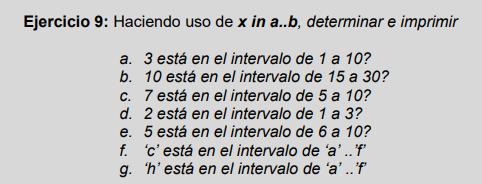 Ejercicio 9: Haciendo uso de x in a..b, determinar e imprimir
a. 3 está en el intervalo de 1 a 10?
b. 10 está en el intervalo de 15 a 30?
c. 7 está en el intervalo de 5 a 10?
d. 2 está en el intervalo de 1 a 3?
e. 5 está en el intervalo de 6 a 10?
f. ‘c’ está en el intervalo de ‘a’ ..’f’
g. ‘h’ está en el intervalo de ‘a’ ..’f’